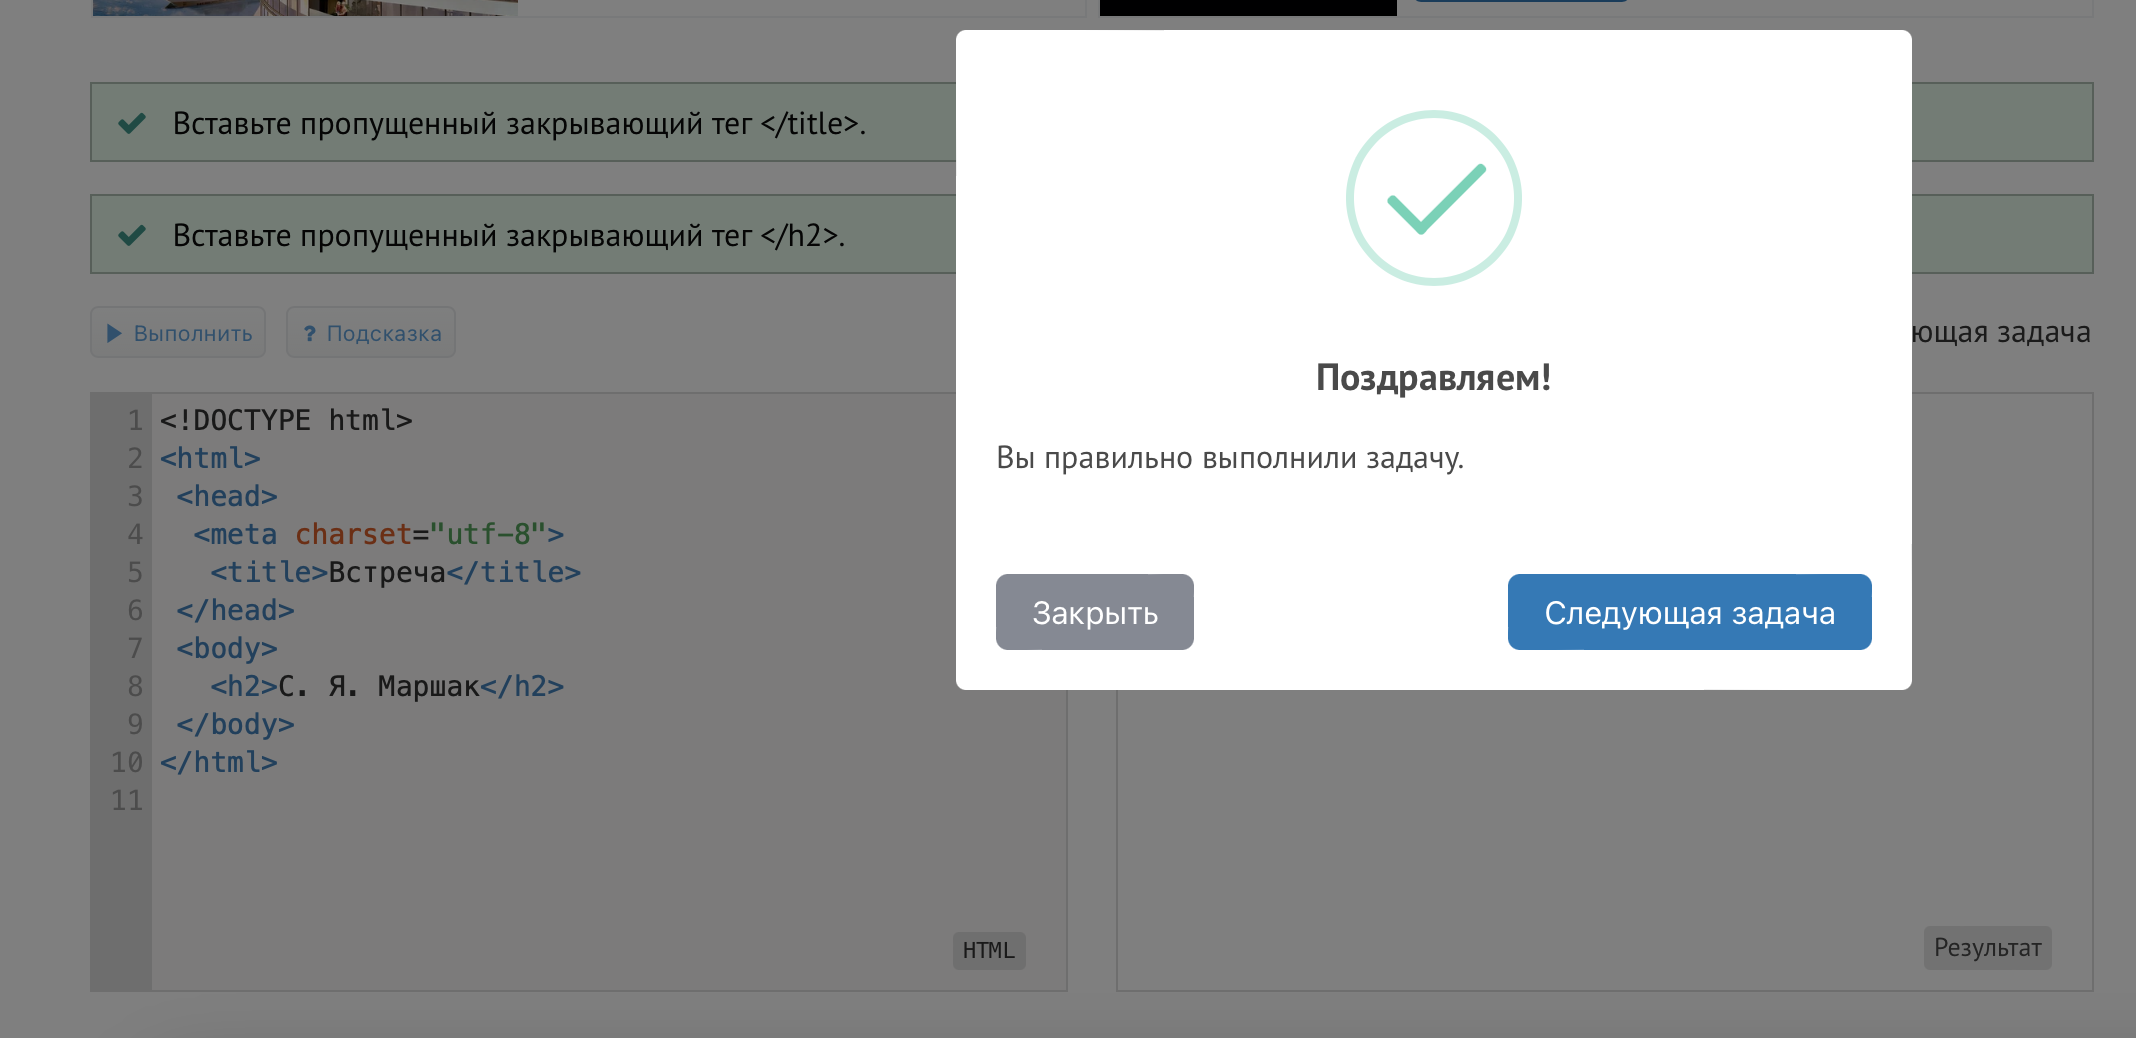 Вставьте пропущенный закрывающий тег </title>.
Вставьте пропущенный закрывающий тег </h2>.
Выполнить
? Подсказка
ющая задача
1 <!DOCTYPE html>
2 <html>
3 <head>
4 <meta charset="utf-8">
5 <title>Встреча</title>
6 </head>
7 <body>
8 <h2>С. Я. Маршак</h2>
9 </body>
10 </html>
11
HTML
Поздравляем!
Вы правильно выполнили задачу.
Закрыть
Следующая задача
Результат